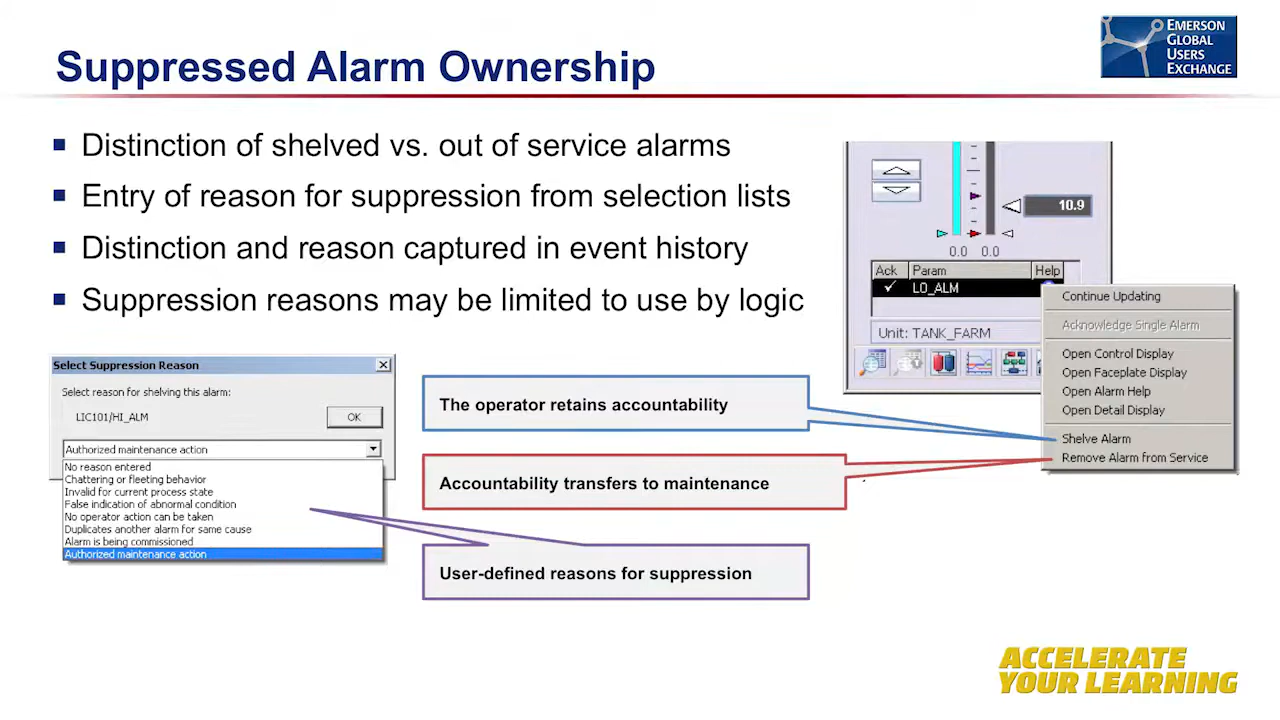 Suppressed Alarm Ownership
EMERSON
GLOBAL
USERS
EXCHANGE
Distinction of shelved vs. out of service alarms
Entry of reason for suppression from selection lists
Distinction and reason captured in event history
Suppression reasons may be limited to use by logic
10.9
0.0 0.0
Ack Param Help
LO_ALM
Unit: TANK_FARM
Continue Updating
Acknowledge Single Alarm
Open Control Display
Open Faceplate Display
Open Alarm Help
Open Detail Display
Shelve Alarm
Remove Alarm from Service
Select Suppression Reason
Select reason for shelving this alarm:
LIC101/HI_ALM
OK
Authorized maintenance action
No reason entered
Chattering or fleeting behavior
Invalid for current process state
False indication of abnormal condition
No operator action can be taken
Duplicates another alarm for same cause
Alarm is being commissioned
Authorized maintenance action
The operator retains accountability
Accountability transfers to maintenance
User-defined reasons for suppression
ACCELERATE
YOUR LEARNING